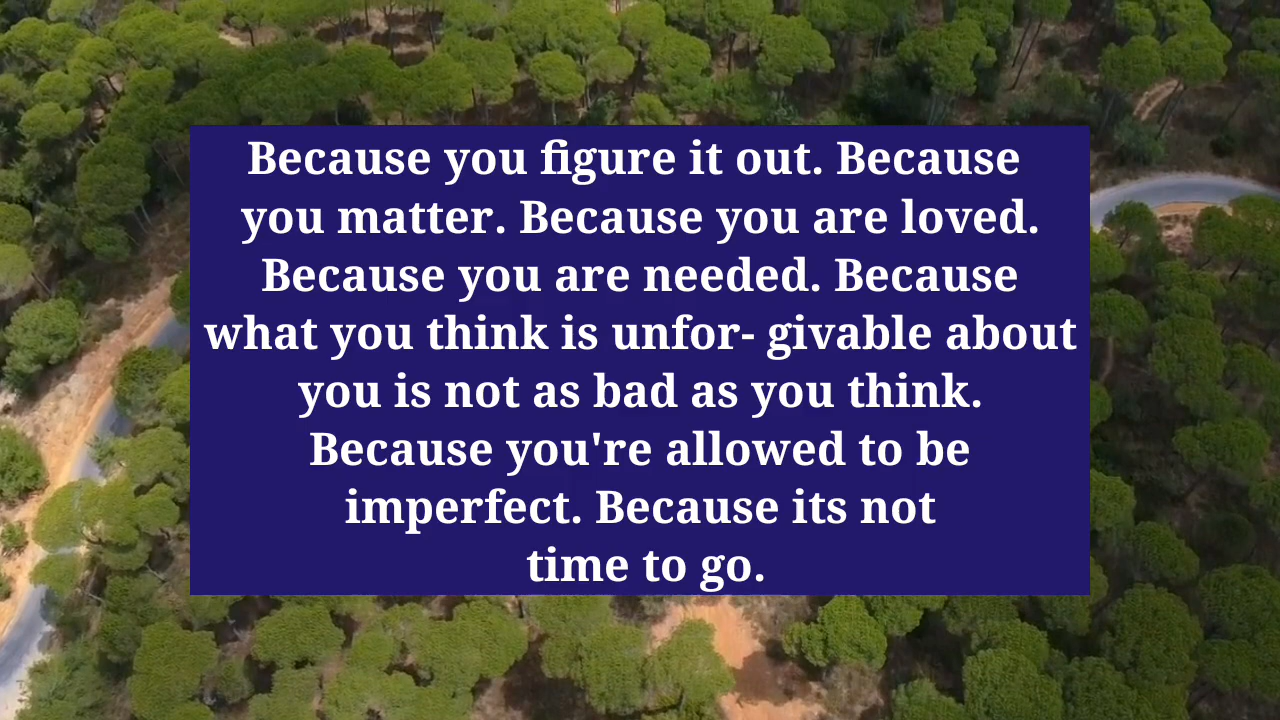 Because you figure it out. Because
you matter. Because you are loved.
Because you are needed. Because
what you think is unfor- givable about
you is not as bad as you think.
Because you're allowed to be
imperfect. Because its not
time to go.